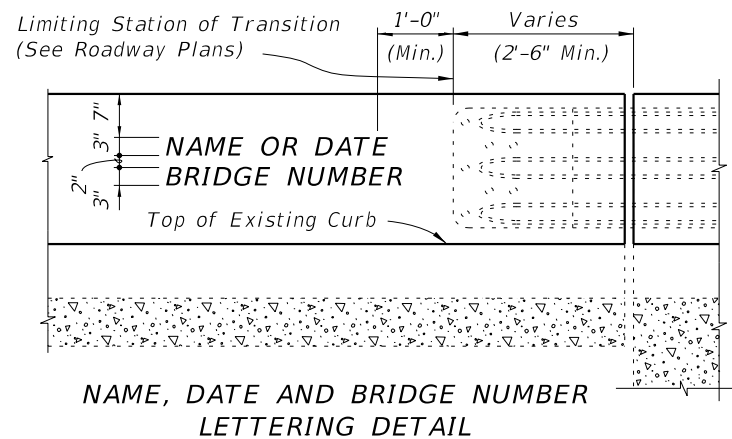 Limiting Station of Transition
(See Roadway Plans)
1'-0"
(Min.)
Varies
(2'-6" Min.)
7"
3"
2"
3"
NAME OR DATE
BRIDGE NUMBER
Top of Existing Curb
NAME, DATE AND BRIDGE NUMBER
LETTERING DETAIL